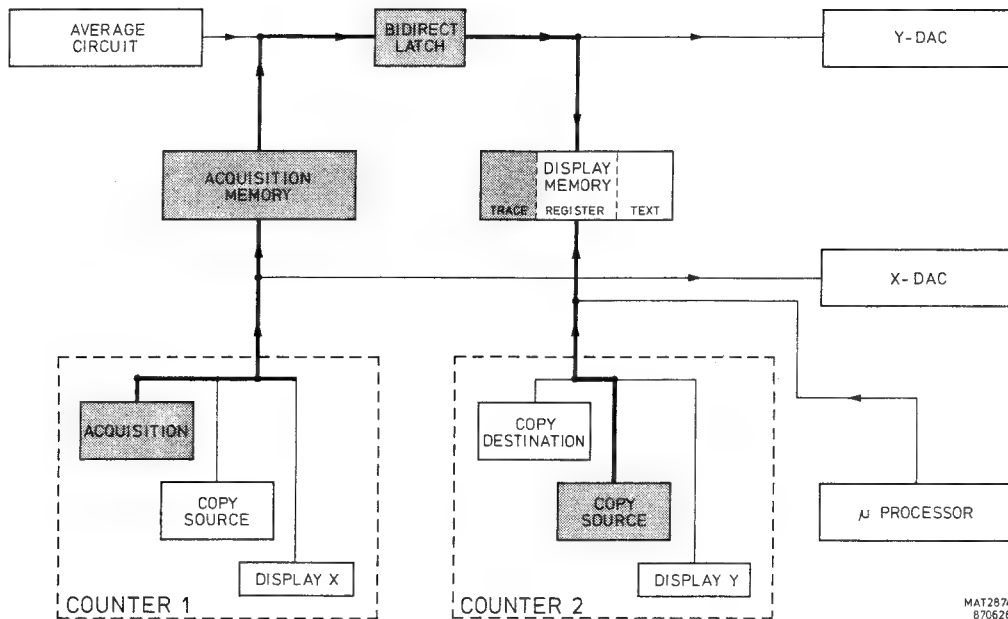 AVERAGE
CIRCUIT
BIDIRECT
LATCH
Y-DAC
ACQUISITION
MEMORY
DISPLAY
MEMORY
TRACE
REGISTER
TEXT
X-DAC
ACQUISITION
COPY
SOURCE
DISPLAY X
COUNTER 1
COPY
DESTINATION
COPY
SOURCE
DISPLAY Y
COUNTER 2
µ PROCESSOR
870628